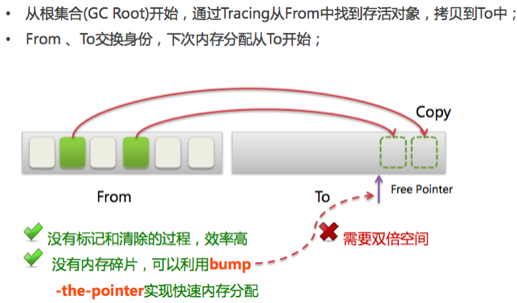 从根集合(GC Root)开始，通过Tracing从From中找到存活对象，拷贝到To中；
From 、To交换身份，下次内存分配从To开始；
Copy
From
To
Free Pointer
没有标记和清除的过程，效率高
需要双倍空间
没有内存碎片，可以利用bump
-the-pointer实现快速内存分配